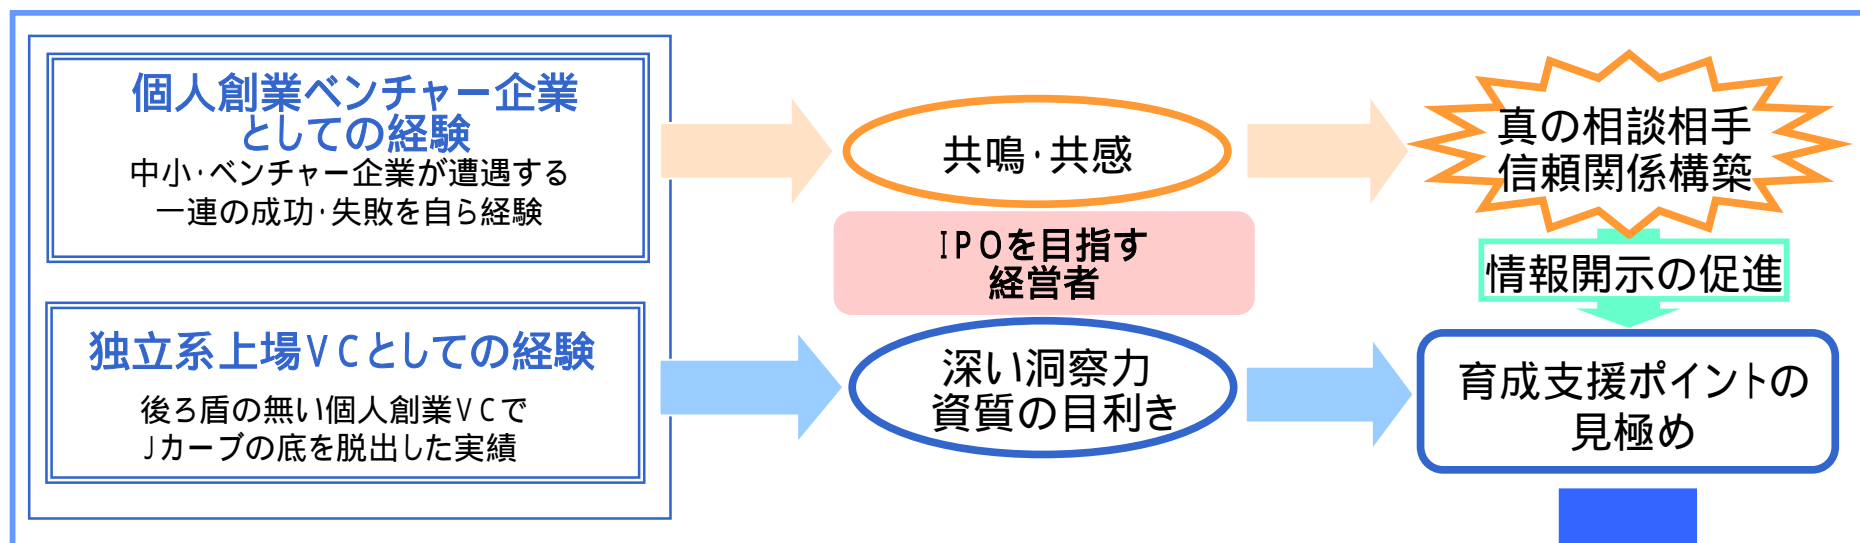 個人創業ベンチャー企業
としての経験
中小・ベンチャー企業が遭遇する
一連の成功・失敗を自ら経験
共鳴・共感
真の相談相手
信頼関係構築
IPOを目指す
経営者
情報開示の促進
独立系上場VCとしての経験
後ろ盾の無い個人創業VCで
Jカーブの底を脱出した実績
深い洞察力
資質の目利き
育成支援ポイントの
見極め